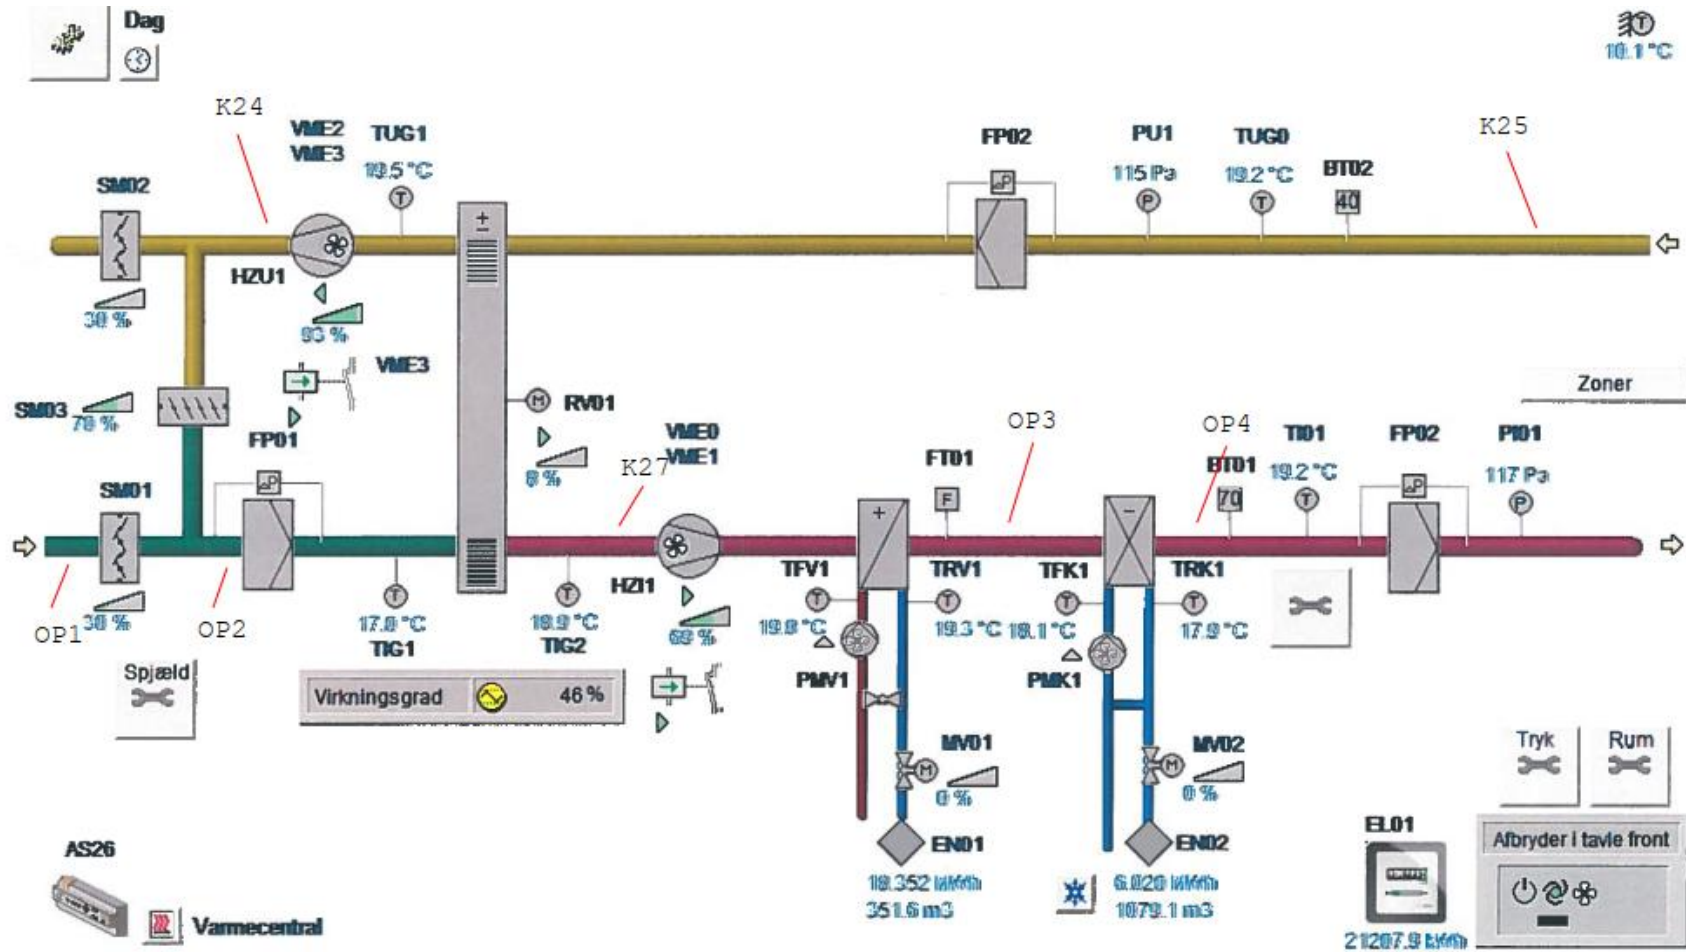 Dag
10.1 °C
K24
VME2
VME3
TUG1
19.5 °C
FP02
PU1
115 Pa
TUG0
19.2 °C
BT02
40
K25
SM02
T
P
T
±
HZU1
30 %
93 %
VME3
SM03
70 %
FP01
M
RV01
8 %
Zoner
VME0
VME1
K27
OP3
OP4
FT01
F
BT01
70
TI01
19.2 °C
T
FP02
PI01
117 Pa
P
SM01
+
-
HZI1
OP1
30 %
OP2
T
17.0 °C
TIG1
T
18.9 °C
TIG2
69 %
TFV1
T
19.8 °C
TRV1
T
19.3 °C
TFK1
T
18.1 °C
TRK1
T
17.9 °C
Spjæld
Virkningsgrad
46 %
PMV1
PMK1
MV01
M
0 %
MV02
M
0 %
Tryk
Rum
EN01
18.352 MWh
351.6 m3
EN02
6.020 MWh
1079.1 m3
EL01
21207.9 kWh
Afbryder i tavle front
AS26
Varmecentral